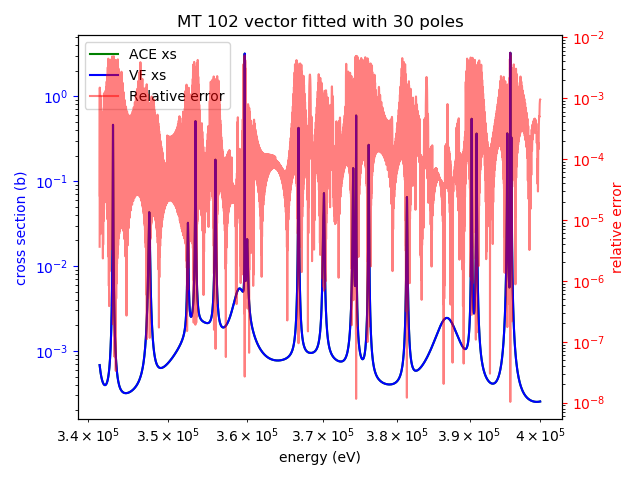 MT 102 vector fitted with 30 poles
ACE xs
VF xs
Relative error
cross section (b)
10⁰
10⁻¹
10⁻²
10⁻³
relative error
10⁻²
10⁻³
10⁻⁴
10⁻⁵
10⁻⁶
10⁻⁷
10⁻⁸
3.4 × 10⁵ 3.5 × 10⁵ 3.6 × 10⁵ 3.7 × 10⁵ 3.8 × 10⁵ 3.9 × 10⁵ 4 × 10⁵
energy (eV)